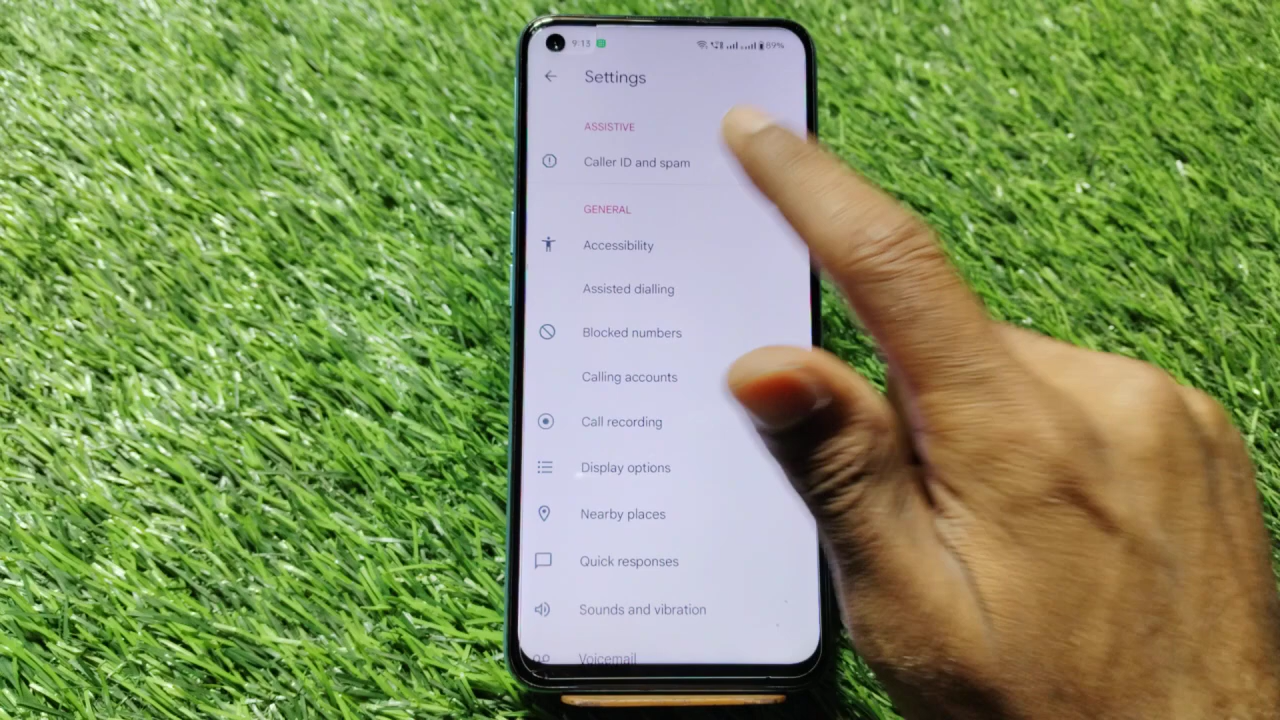 9:13 89%
Settings
ASSISTIVE
Caller ID and spam
GENERAL
Accessibility
Assisted dialling
Blocked numbers
Calling accounts
Call recording
Display options
Nearby places
Quick responses
Sounds and vibration
Voicemail